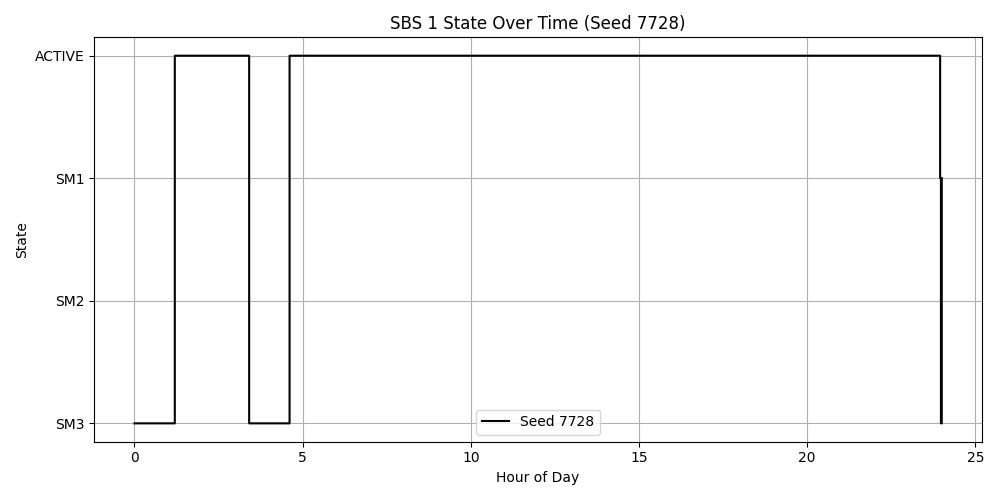 SBS 1 State Over Time (Seed 7728)
ACTIVE
SM1
SM2
SM3
State
Seed 7728
0 5 10 15 20 25
Hour of Day